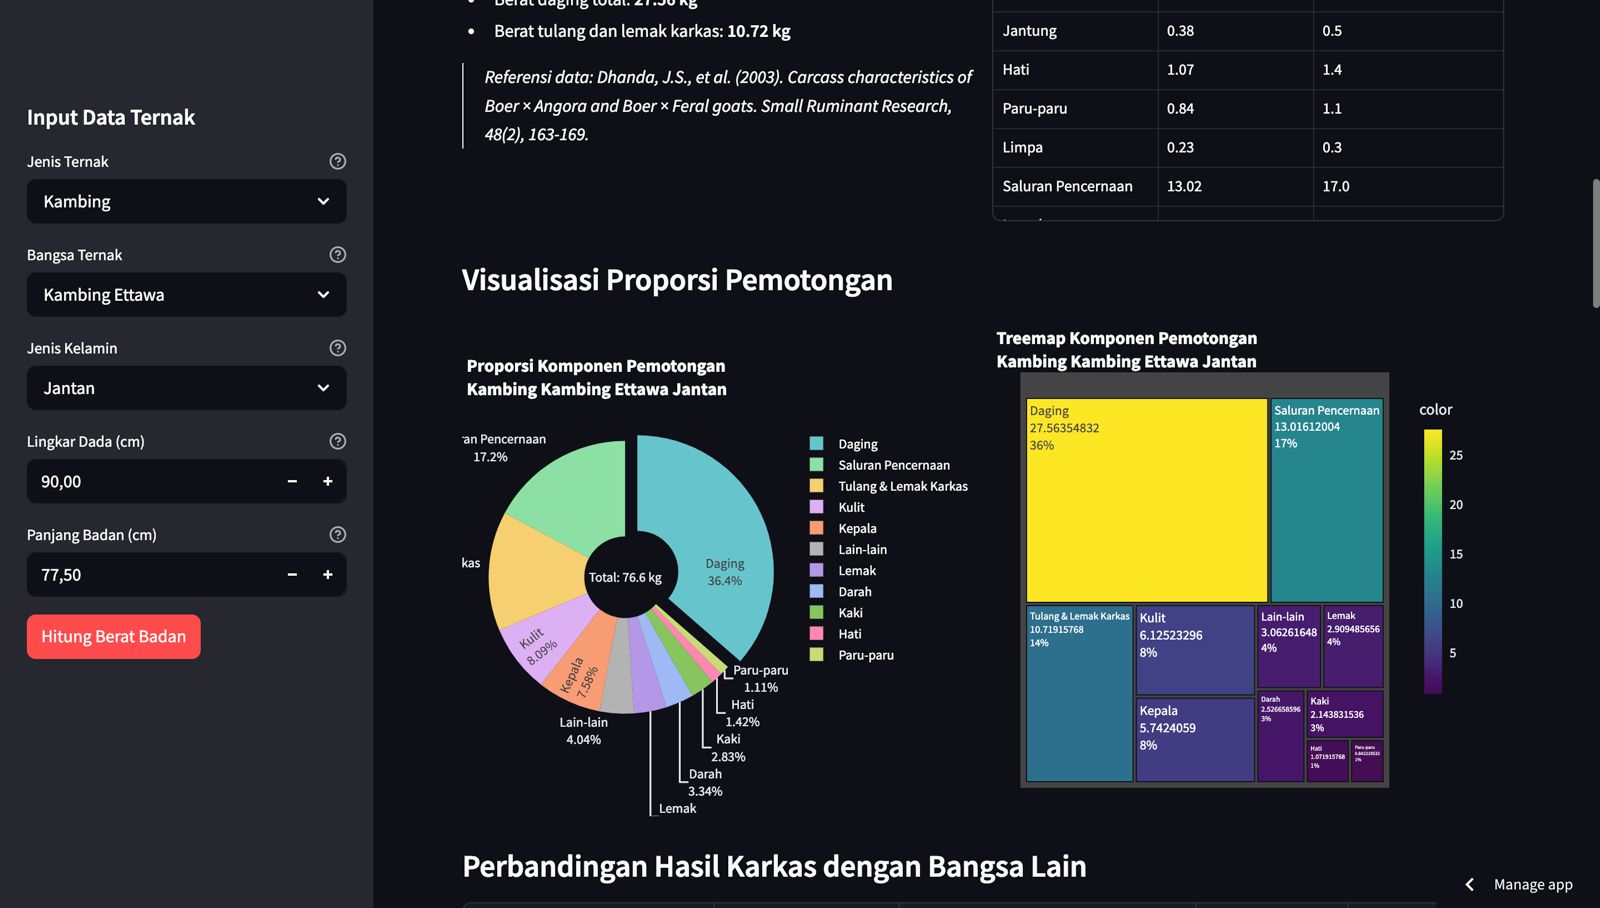 Input Data Ternak
Jenis Ternak
Kambing
Bangsa Ternak
Kambing Ettawa
Jenis Kelamin
Jantan
Lingkar Dada (cm)
90,00
Panjang Badan (cm)
77,50
Hitung Berat Badan
Berat daging total: 27.56 kg
Berat tulang dan lemak karkas: 10.72 kg
Referensi data: Dhanda, J.S., et al. (2003). Carcass characteristics of
Boer × Angora and Boer × Feral goats. Small Ruminant Research,
48(2), 163-169.
Jantung 0.38 0.5
Hati 1.07 1.4
Paru-paru 0.84 1.1
Limpa 0.23 0.3
Saluran Pencernaan 13.02 17.0
Visualisasi Proporsi Pemotongan
Proporsi Komponen Pemotongan
Kambing Kambing Ettawa Jantan
an Pencernaan
17.2%
kas
Kulit
8.09%
Kepala
7.58%
Lain-lain
4.04%
Total: 76.6 kg
Daging
36.4%
Paru-paru
1.11%
Hati
1.42%
Kaki
2.83%
Darah
3.34%
Lemak
Daging
Saluran Pencernaan
Tulang & Lemak Karkas
Kulit
Kepala
Lain-lain
Lemak
Darah
Kaki
Hati
Paru-paru
Treemap Komponen Pemotongan
Kambing Kambing Ettawa Jantan
Daging
27.56354832
36%
Saluran Pencernaan
13.01612004
17%
Tulang & Lemak Karkas
10.71915768
14%
Kulit
6.12523296
8%
Kepala
5.7424059
8%
Lain-lain
3.06261648
4%
Lemak
2.909485656
4%
Darah
2.526658596
3%
Kaki
2.143831536
3%
Hati
1.071915768
1%
Paru-paru
1%
color
25
20
15
10
5
Perbandingan Hasil Karkas dengan Bangsa Lain
Manage app